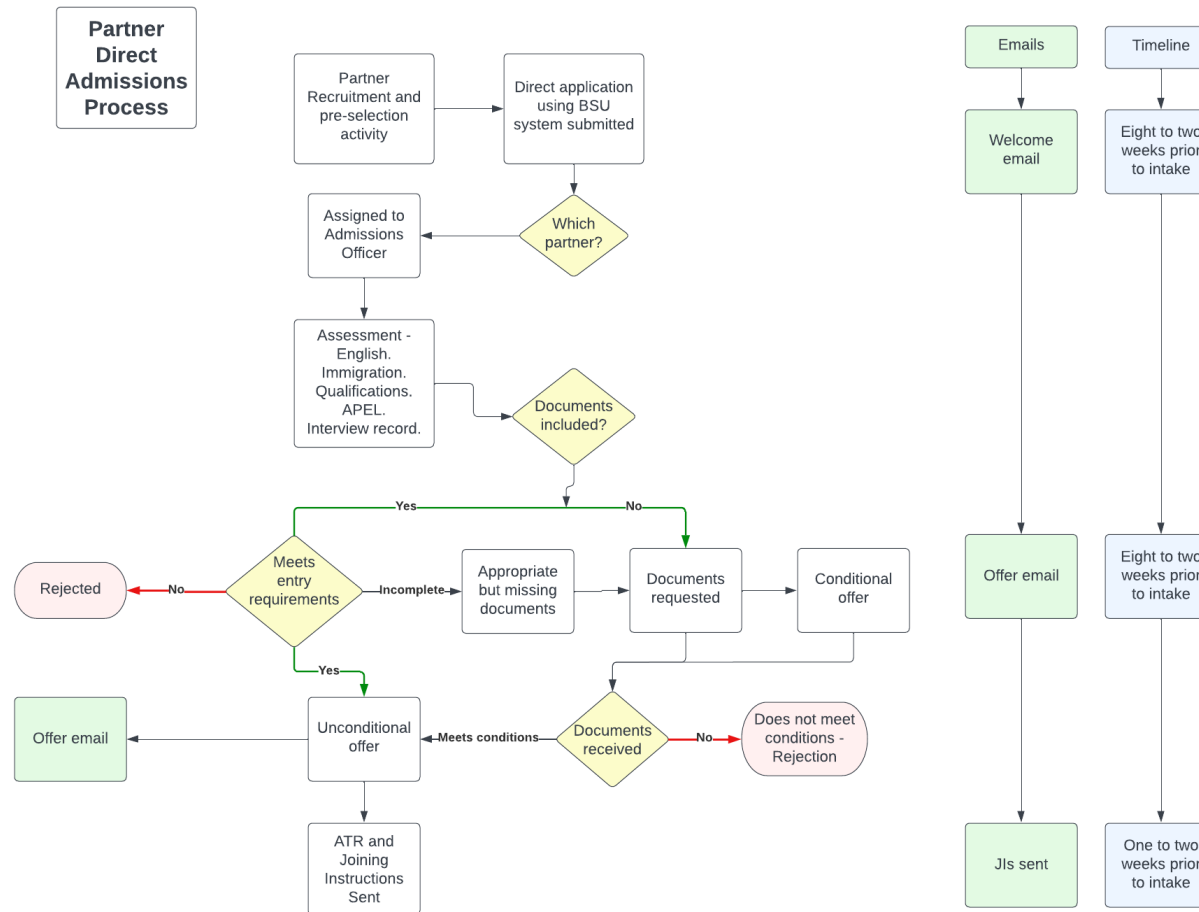 Partner
Direct
Admissions
Process
Partner
Recruitment and
pre-selection
activity
Direct application
using BSU
system submitted
Which
partner?
Assigned to
Admissions
Officer
Assessment -
English.
Immigration.
Qualifications.
APEL.
Interview record.
Documents
included?
Yes
No
Meets
entry
requirements
No
Rejected
Incomplete
Appropriate
but missing
documents
Documents
requested
Conditional
offer
Yes
Offer email
Unconditional
offer
Meets conditions
Documents
received
No
Does not meet
conditions -
Rejection
ATR and
Joining
Instructions
Sent
Emails
Welcome
email
Offer email
JIs sent
Timeline
Eight to two
weeks prior
to intake
Eight to two
weeks prior
to intake
One to two
weeks prior
to intake